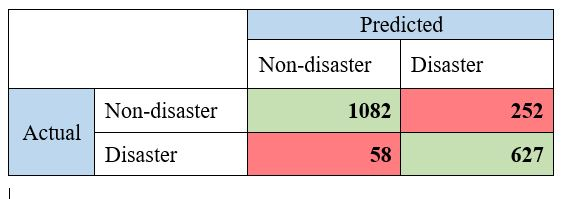 Predicted
Non-disaster Disaster
Actual
Non-disaster 1082 252
Disaster 58 627